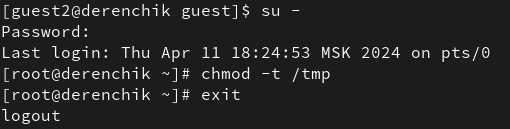 [guest2@derenchik guest]$ su -
Password:
Last login: Thu Apr 11 18:24:53 MSK 2024 on pts/0
[root@derenchik ~]# chmod -t /tmp
[root@derenchik ~]# exit
logout